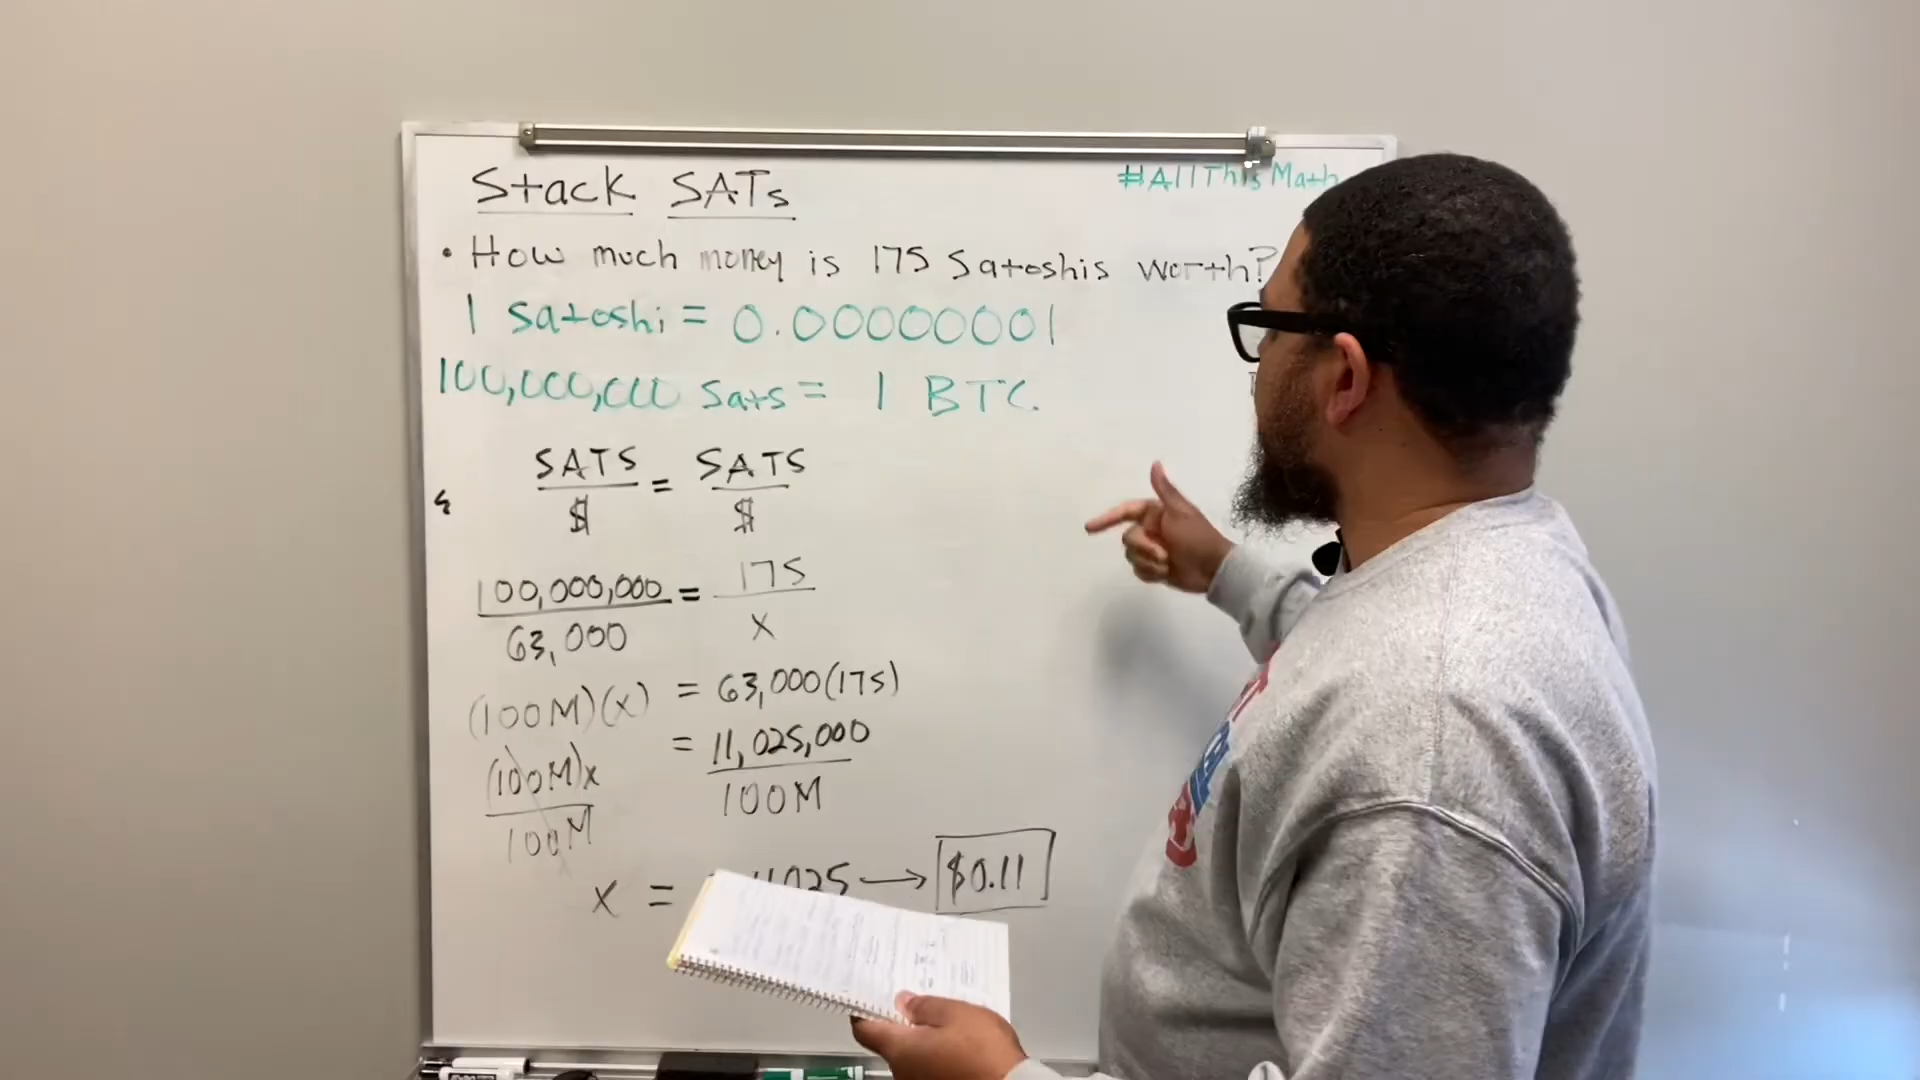 Stack SATs
#AllThisMath
• How much money is 175 Satoshis worth?
1 Satoshi = 0.00000001
100,000,000 Sats = 1 BTC
SATS = SATS
$ $
100,000,000 = 175
63,000 x
(100M)(x) = 63,000(175)
(100M)x = 11,025,000
100M 100M
x = 11025 → $0.11